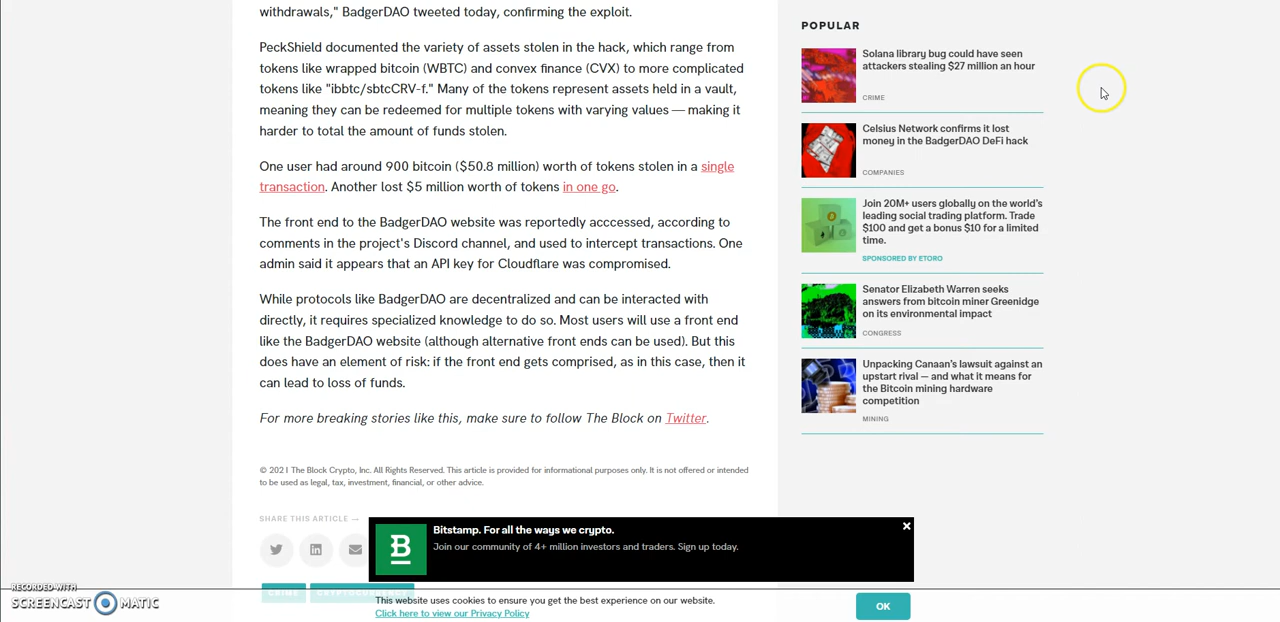 withdrawals," BadgerDAO tweeted today, confirming the exploit.
PeckShield documented the variety of assets stolen in the hack, which range from
tokens like wrapped bitcoin (WBTC) and convex finance (CVX) to more complicated
tokens like "ibbtc/sbtcCRV-f." Many of the tokens represent assets held in a vault,
meaning they can be redeemed for multiple tokens with varying values — making it
harder to total the amount of funds stolen.
One user had around 900 bitcoin ($50.8 million) worth of tokens stolen in a single
transaction. Another lost $5 million worth of tokens in one go.
The front end to the BadgerDAO website was reportedly acccessed, according to
comments in the project's Discord channel, and used to intercept transactions. One
admin said it appears that an API key for Cloudflare was compromised.
While protocols like BadgerDAO are decentralized and can be interacted with
directly, it requires specialized knowledge to do so. Most users will use a front end
like the BadgerDAO website (although alternative front ends can be used). But this
does have an element of risk: if the front end gets comprised, as in this case, then it
can lead to loss of funds.
For more breaking stories like this, make sure to follow The Block on Twitter.
© 2021 The Block Crypto, Inc. All Rights Reserved. This article is provided for informational purposes only. It is not offered or intended
to be used as legal, tax, investment, financial, or other advice.
SHARE THIS ARTICLE →
CRIME
POPULAR
Solana library bug could have seen
attackers stealing $27 million an hour
CRIME
Celsius Network confirms it lost
money in the BadgerDAO DeFi hack
COMPANIES
Join 20M+ users globally on the world's
leading social trading platform. Trade
$100 and get a bonus $10 for a limited
time.
SPONSORED BY ETORO
Senator Elizabeth Warren seeks
answers from bitcoin miner Greenidge
on its environmental impact
CONGRESS
Unpacking Canaan's lawsuit against an
upstart rival — and what it means for
the Bitcoin mining hardware
competition
MINING
B
Bitstamp. For all the ways we crypto.
Join our community of 4+ million investors and traders. Sign up today.
This website uses cookies to ensure you get the best experience on our website.
Click here to view our Privacy Policy
OK
RECORDED WITH
SCREENCAST MATIC